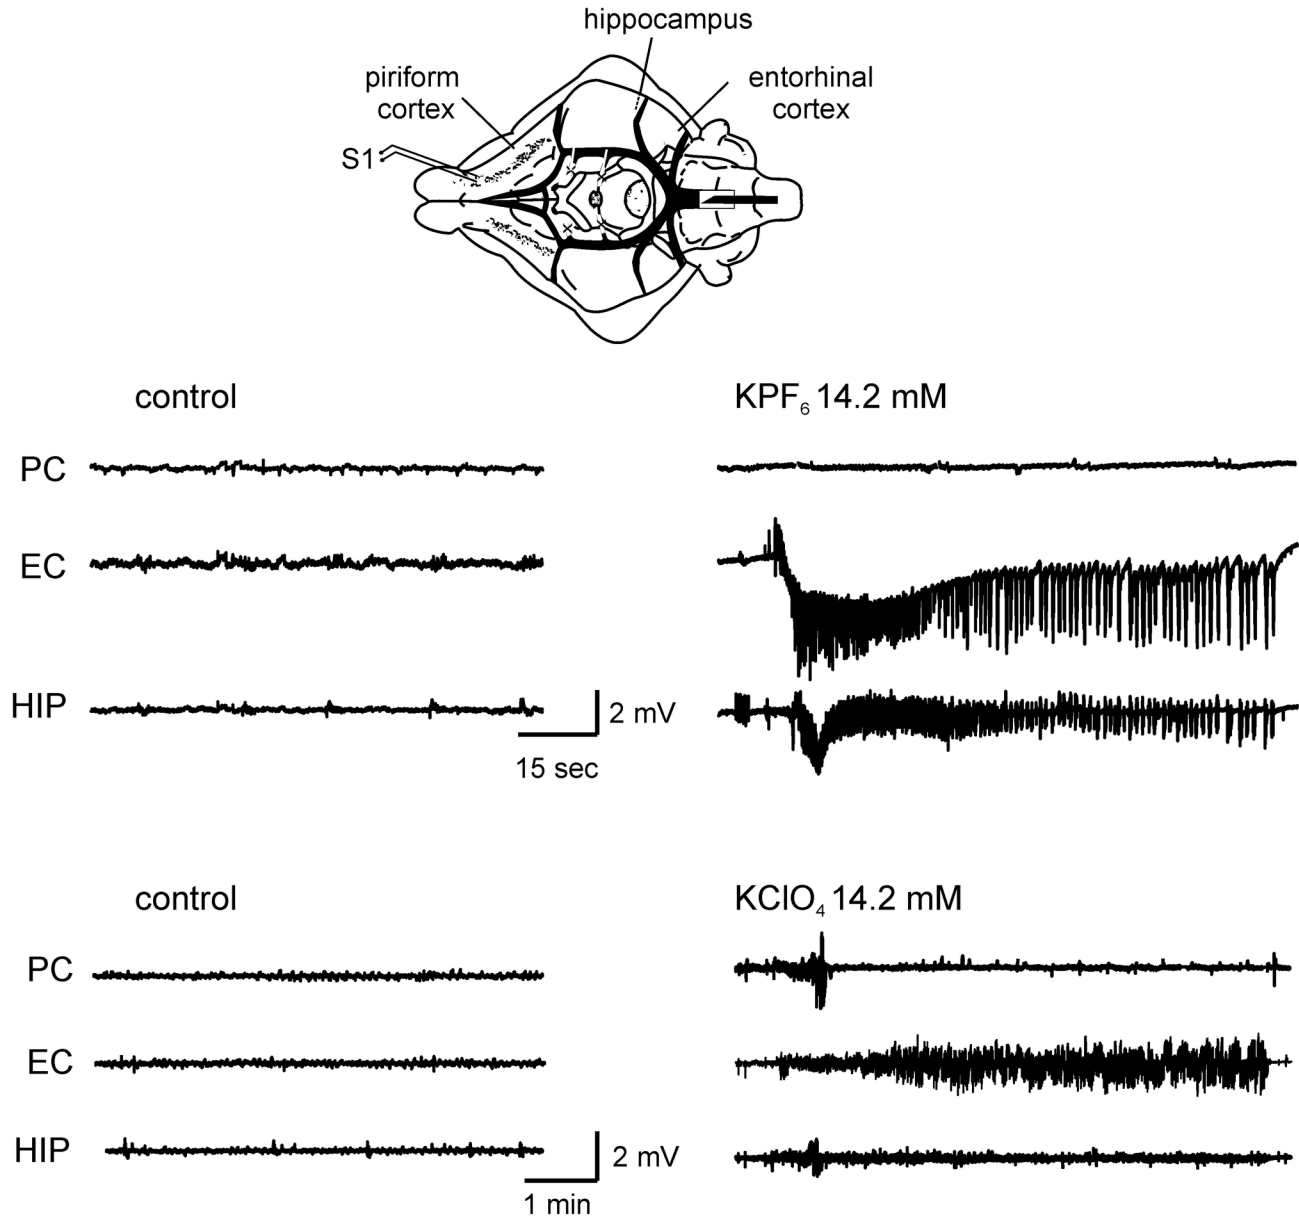 hippocampus
piriform
cortex
entorhinal
cortex
S1
control
KPF₆ 14.2 mM
PC
EC
HIP
2 mV
15 sec
control
KClO₄ 14.2 mM
PC
EC
HIP
2 mV
1 min